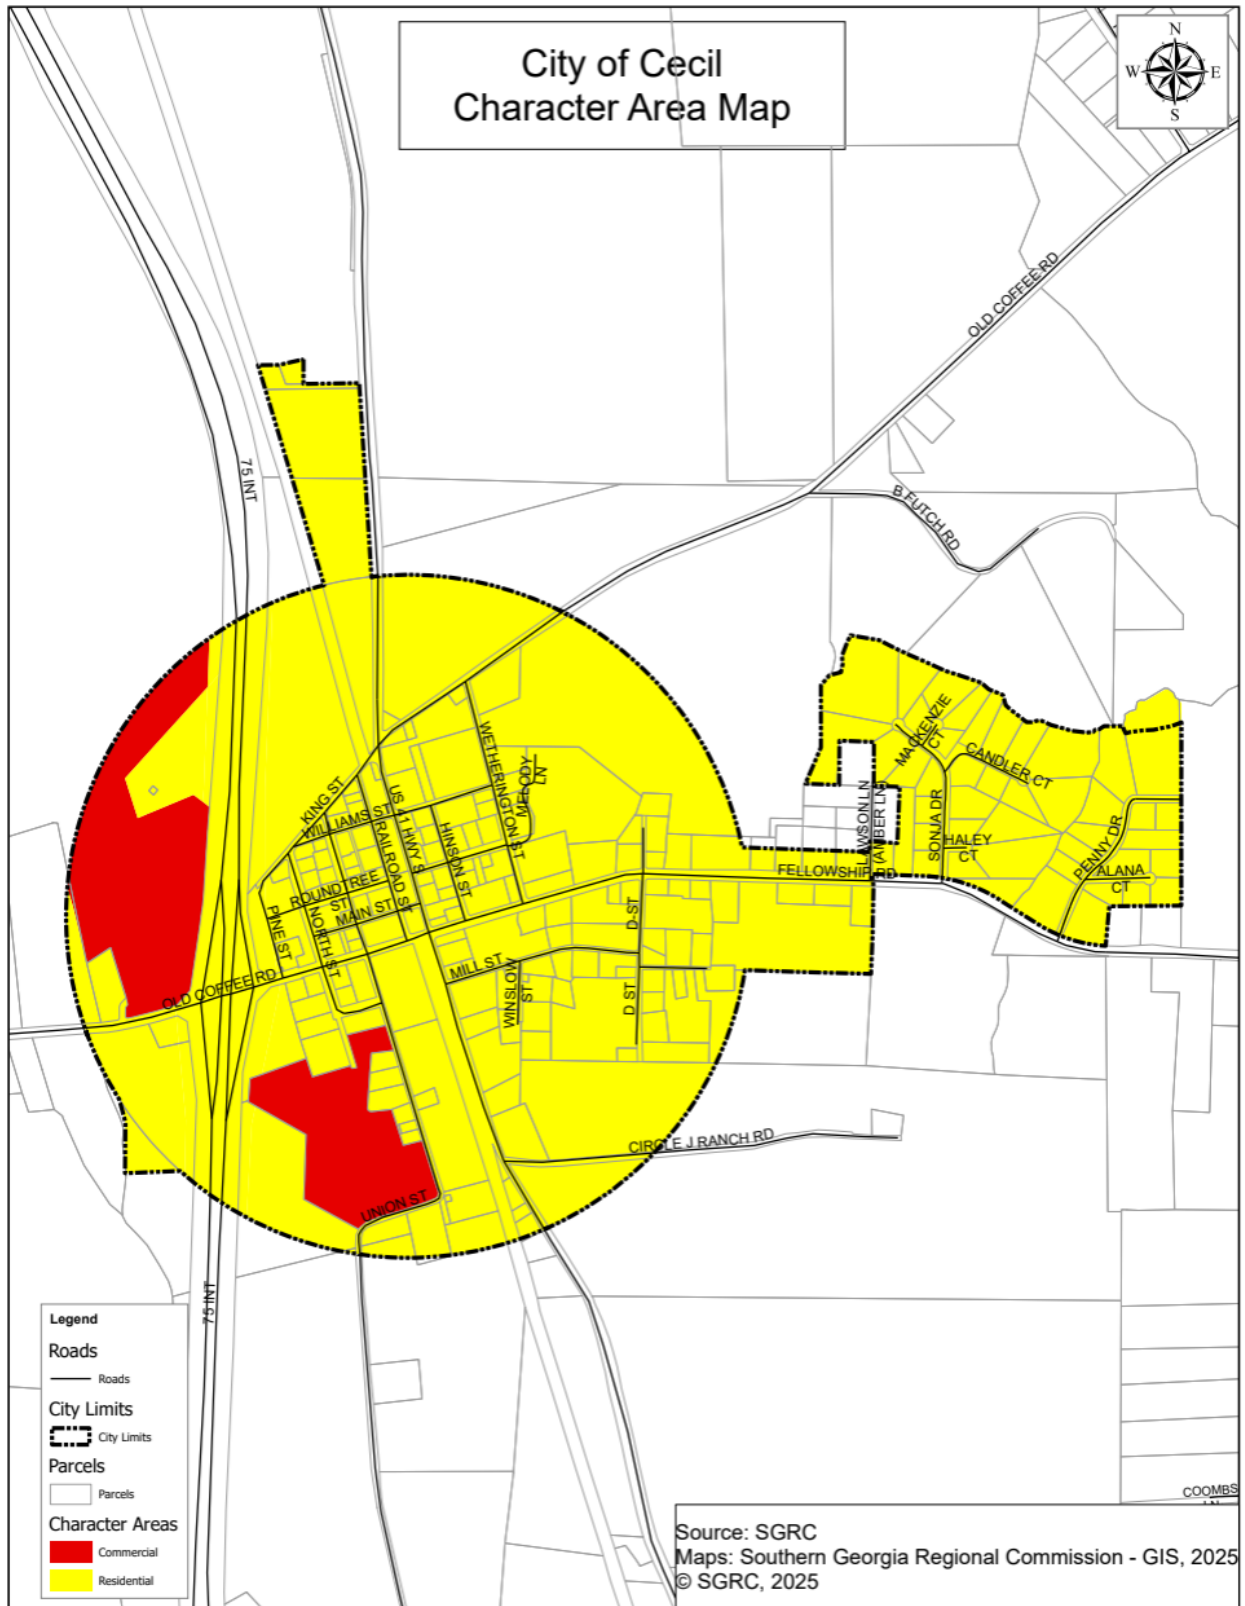 City of Cecil
Character Area Map
N
W
E
S
OLD COFFEE RD
75 INT
B FUTCH RD
MACKENZIE
CT
CANDLER CT
WETHERINGTON ST
MELODY
LN
KING ST
WILLIAMS ST
US 41 HWY S
RAILROAD ST
HINSON ST
LAWSON LN
(AMBER LN)
SONJA DR
HALEY
CT
PENNY DR
ALANA
CT
FELLOWSHIP RD
ROUNDTREE
ST
MAIN ST
NORTH ST
PINE ST
D-ST
MILL ST
WINSLOW
ST
D ST
OLD COFFEE RD
CIRCLE J RANCH RD
UNION ST
75 INT
Legend
Roads
Roads
City Limits
City Limits
Parcels
Parcels
Character Areas
Commercial
Residential
COOMBS
LN
Source: SGRC
Maps: Southern Georgia Regional Commission - GIS, 2025
© SGRC, 2025